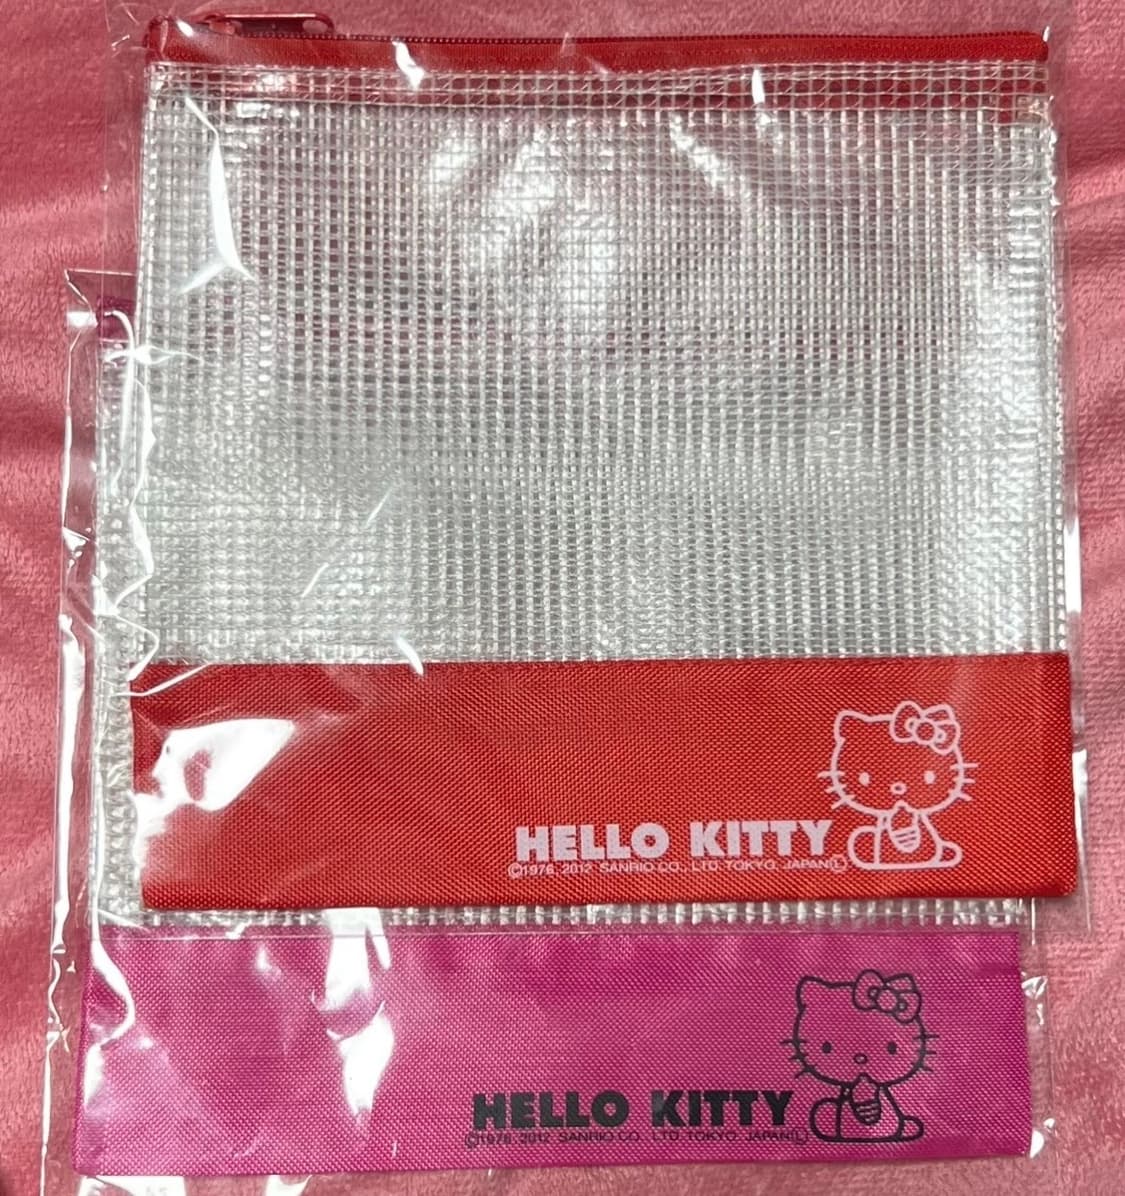 HELLO KITTY
©1976, 2012 SANRIO CO., LTD. TOKYO, JAPAN Ⓛ
HELLO KITTY
©1976, 2012 SANRIO CO., LTD. TOKYO, JAPAN Ⓛ